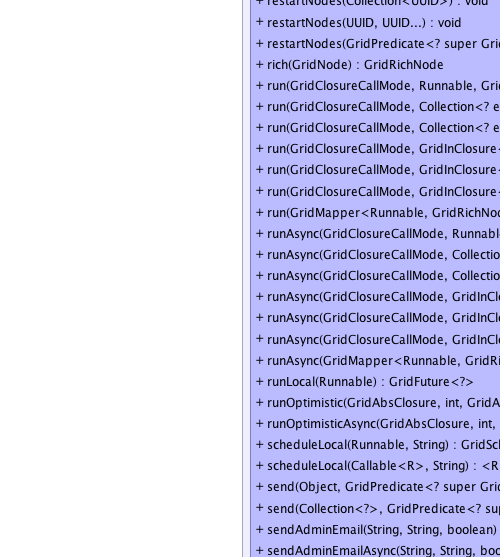 + restartNodes(Collection<UUID>) : void
+ restartNodes(UUID, UUID...) : void
+ restartNodes(GridPredicate<? super Gri
+ rich(GridNode) : GridRichNode
+ run(GridClosureCallMode, Runnable, Gri
+ run(GridClosureCallMode, Collection<? e
+ run(GridClosureCallMode, Collection<? e
+ run(GridClosureCallMode, GridInClosure<
+ run(GridClosureCallMode, GridInClosure<
+ run(GridClosureCallMode, GridInClosure<
+ run(GridMapper<Runnable, GridRichNo
+ runAsync(GridClosureCallMode, Runnabl
+ runAsync(GridClosureCallMode, Collectio
+ runAsync(GridClosureCallMode, Collectio
+ runAsync(GridClosureCallMode, GridInClo
+ runAsync(GridClosureCallMode, GridInClo
+ runAsync(GridClosureCallMode, GridInClo
+ runAsync(GridMapper<Runnable, GridRi
+ runLocal(Runnable) : GridFuture<?>
+ runOptimistic(GridAbsClosure, int, GridA
+ runOptimisticAsync(GridAbsClosure, int,
+ scheduleLocal(Runnable, String) : GridSc
+ scheduleLocal(Callable<R>, String) : <R
+ send(Object, GridPredicate<? super Gri
+ send(Collection<?>, GridPredicate<? su
+ sendAdminEmail(String, String, boolean)
+ sendAdminEmailAsync(String, String, boo